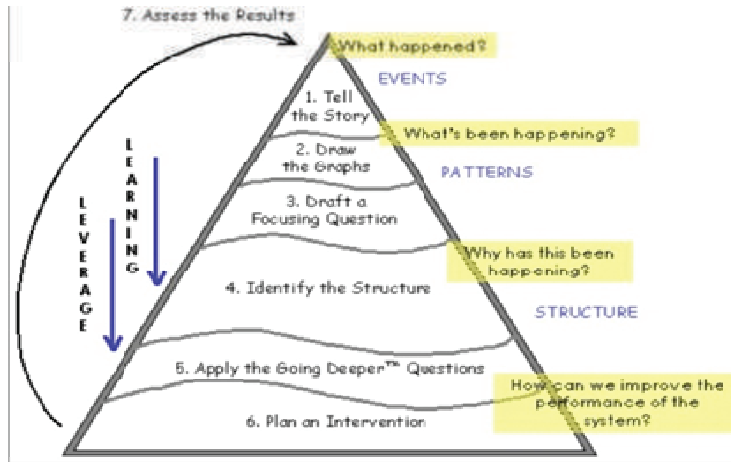 7. Assess the Results
What happened?
EVENTS
1. Tell
the Story
What's been happening?
2. Draw
the Graphs
PATTERNS
3. Draft a
Focusing Question
LEARNING
LEVERAGE
Why has this been
happening?
4. Identify the Structure
STRUCTURE
5. Apply the Going Deeper™ Questions
How can we improve the
performance of the
system?
6. Plan an Intervention